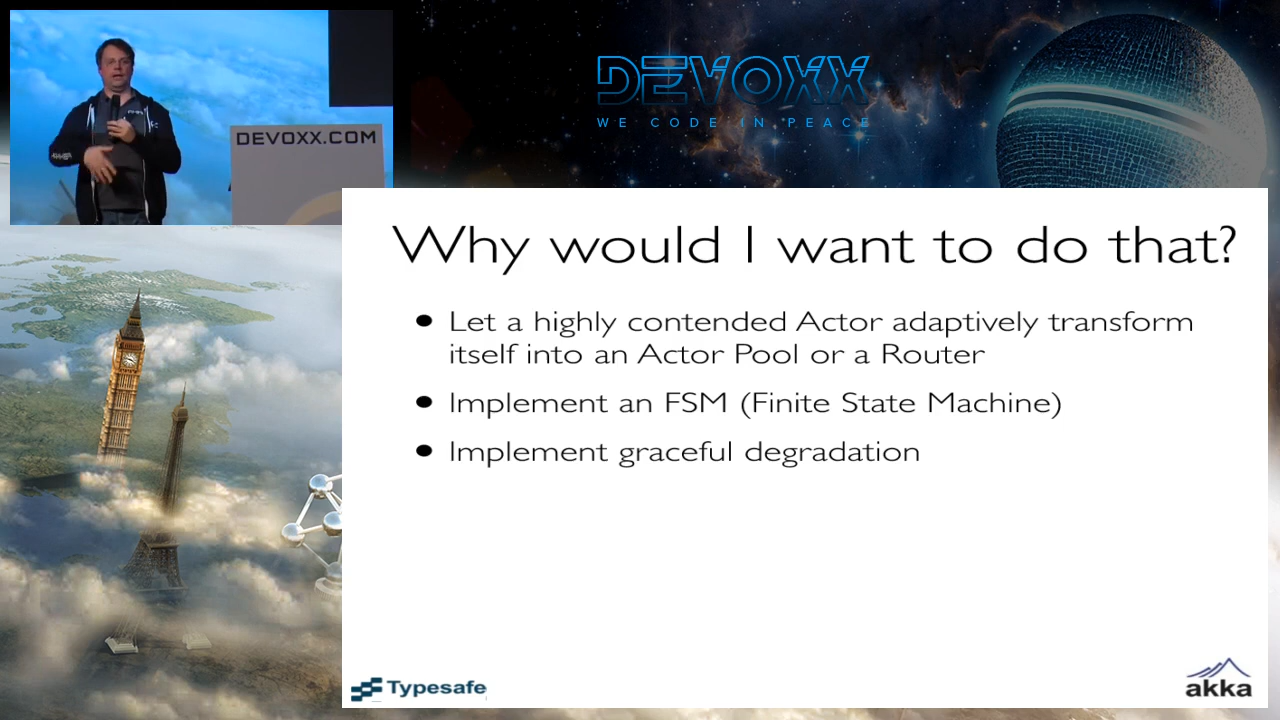 DEVOXX
WE CODE IN PEACE
DEVOXX.COM
Why would I want to do that?
• Let a highly contended Actor adaptively transform
itself into an Actor Pool or a Router
• Implement an FSM (Finite State Machine)
• Implement graceful degradation
Typesafe
akka